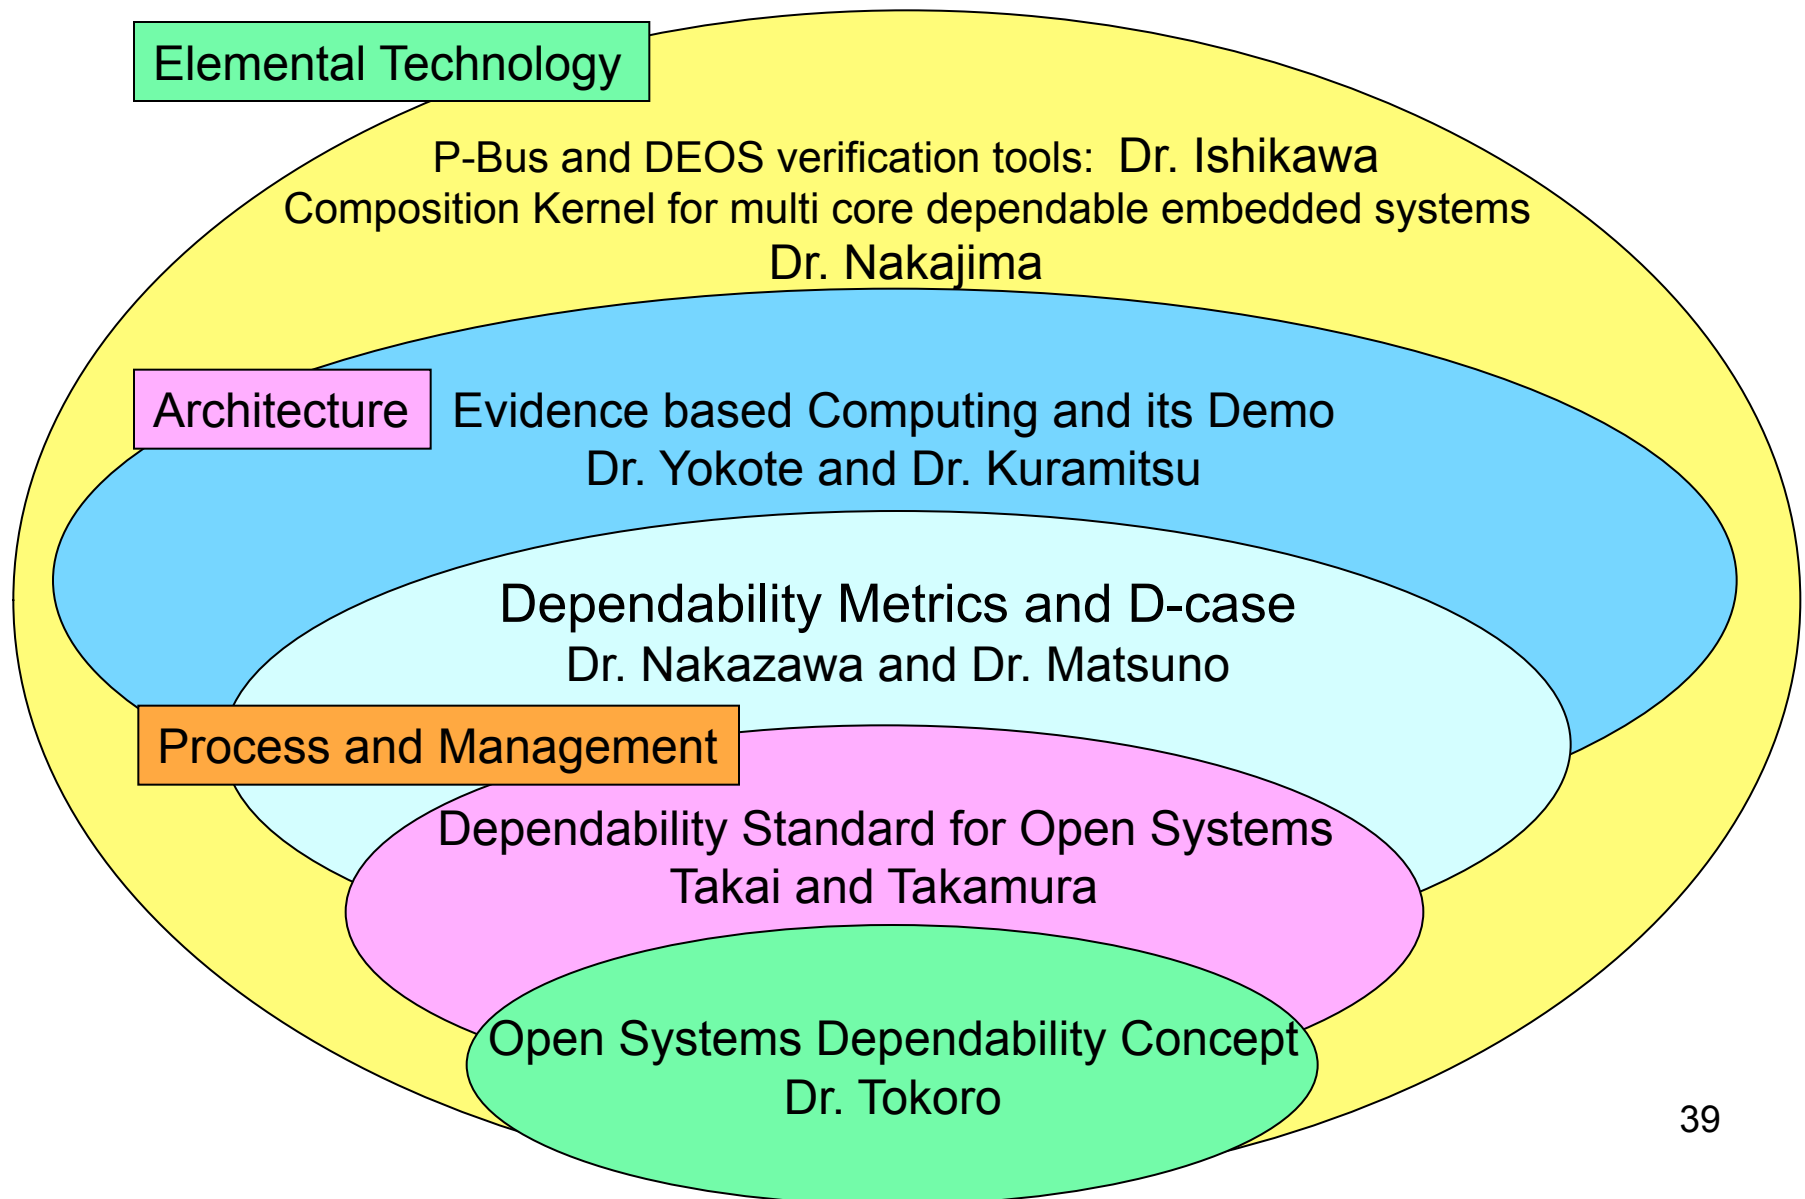 Elemental Technology
P-Bus and DEOS verification tools: Dr. Ishikawa
Composition Kernel for multi core dependable embedded systems
Dr. Nakajima
Architecture
Evidence based Computing and its Demo
Dr. Yokote and Dr. Kuramitsu
Dependability Metrics and D-case
Dr. Nakazawa and Dr. Matsuno
Process and Management
Dependability Standard for Open Systems
Takai and Takamura
Open Systems Dependability Concept
Dr. Tokoro
39